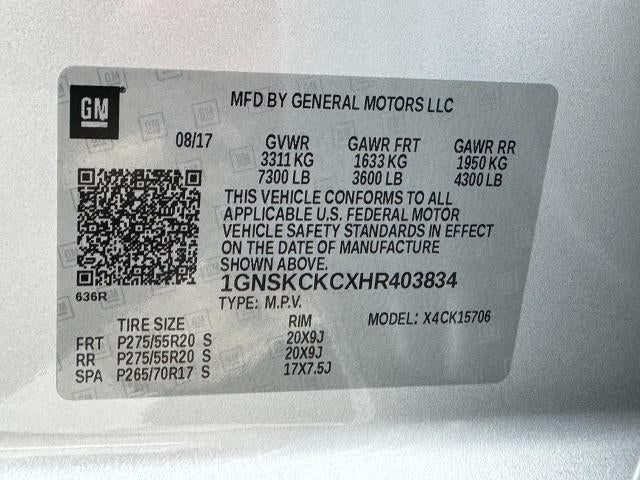 GM
MFD BY GENERAL MOTORS LLC
08/17 GVWR GAWR FRT GAWR RR
3311 KG 1633 KG 1950 KG
7300 LB 3600 LB 4300 LB
THIS VEHICLE CONFORMS TO ALL
APPLICABLE U.S. FEDERAL MOTOR
VEHICLE SAFETY STANDARDS IN EFFECT
ON THE DATE OF MANUFACTURE
SHOWN ABOVE. 1GNSKCKCXHR403834
636R
TYPE: M.P.V.
TIRE SIZE RIM MODEL: X4CK15706
FRT P275/55R20 S 20X9J
RR P275/55R20 S 20X9J
SPA P265/70R17 S 17X7.5J